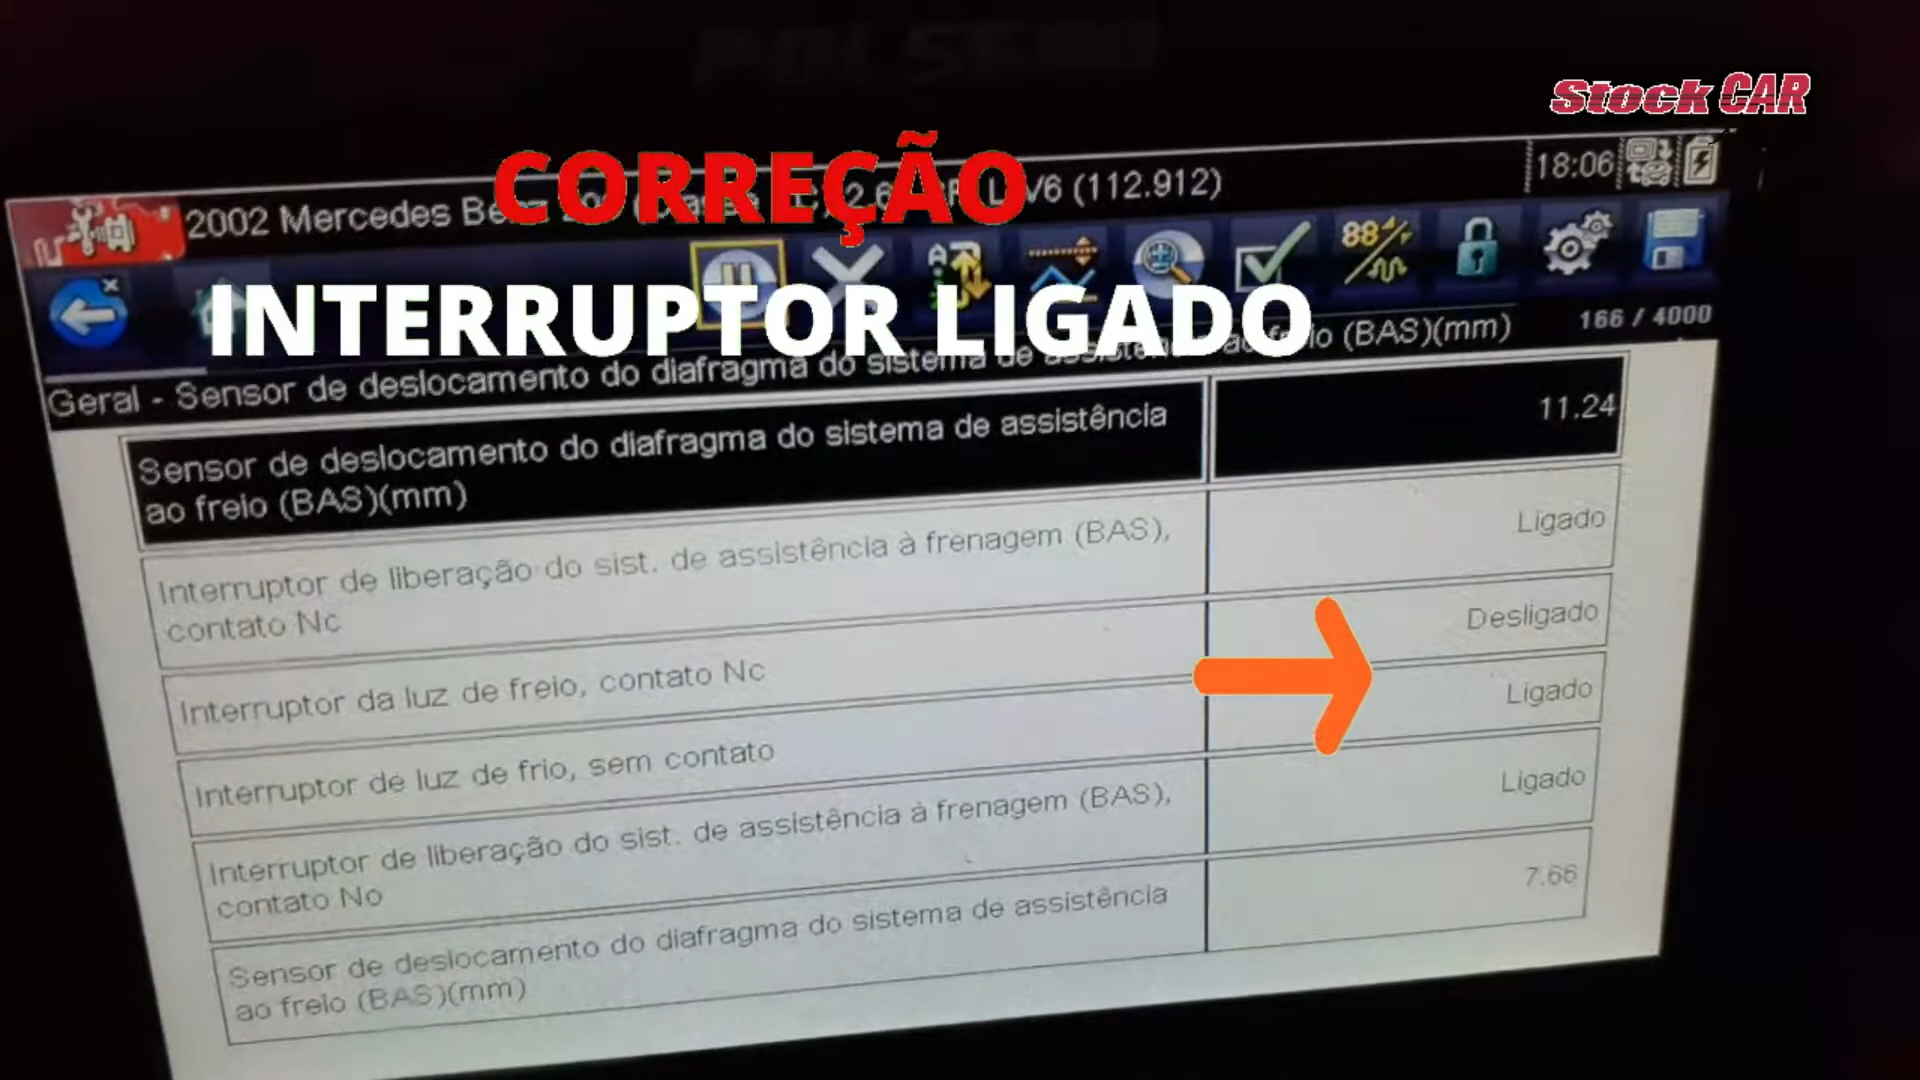 Stock CAR
CORREÇÃO
2002 Mercedes Be V6 (112.912)
18:06
INTERRUPTOR LIGADO
166 / 4000
Geral - Sensor de deslocamento do diafragma do sistema de assistência ao freio (BAS)(mm)
Sensor de deslocamento do diafragma do sistema de assistência
ao freio (BAS)(mm)
11.24
Interruptor de liberação do sist. de assistência à frenagem (BAS),
contato Nc
Ligado
Interruptor da luz de freio, contato Nc
Desligado
Interruptor de luz de frio, sem contato
Ligado
Interruptor de liberação do sist. de assistência à frenagem (BAS),
contato No
Ligado
Sensor de deslocamento do diafragma do sistema de assistência
ao freio (BAS)(mm)
7.66